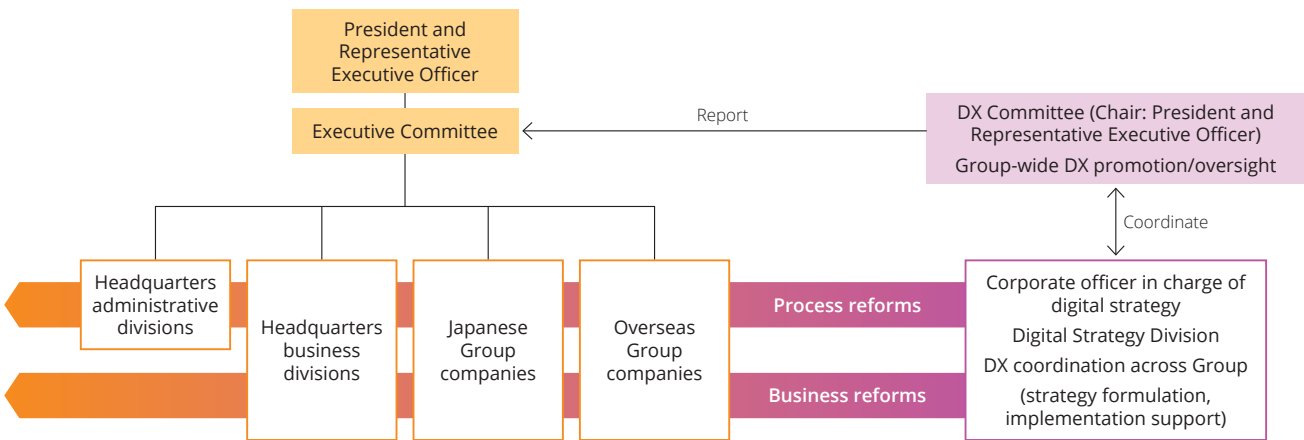 President and
Representative
Executive Officer
Executive Committee
Report
DX Committee (Chair: President and
Representative Executive Officer)
Group-wide DX promotion/oversight
Coordinate
Headquarters
administrative
divisions
Headquarters
business
divisions
Japanese
Group
companies
Overseas
Group
companies
Process reforms
Business reforms
Corporate officer in charge of
digital strategy
Digital Strategy Division
DX coordination across Group
(strategy formulation,
implementation support)